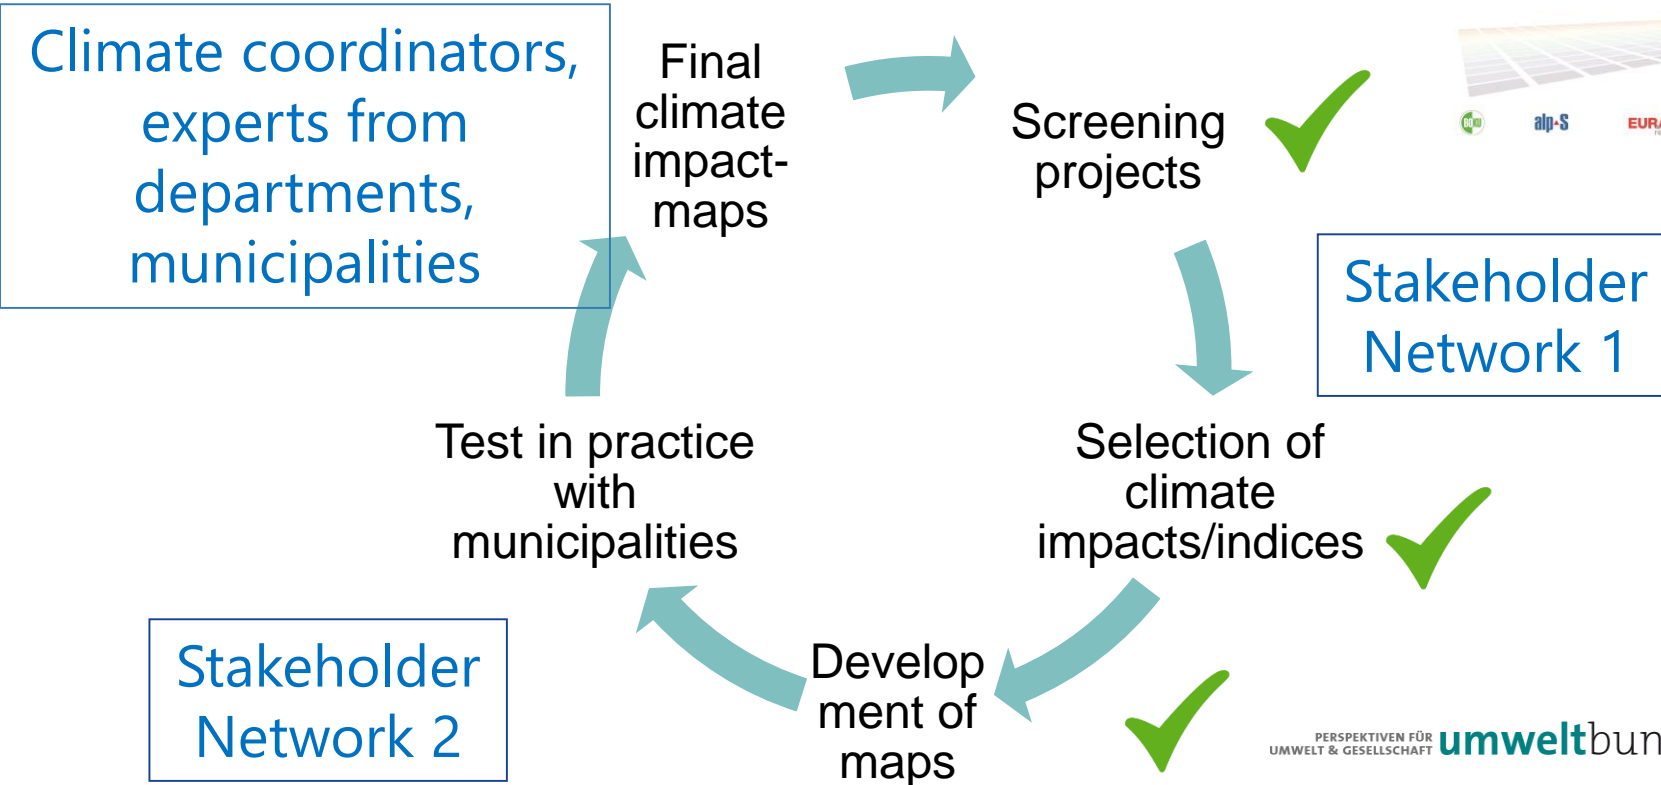 Climate coordinators,
experts from
departments,
municipalities
Final
climate
impact-
maps
Screening
projects
BOKU
alp-S
Stakeholder
Network 1
Selection of
climate
impacts/indices
Test in practice
with
municipalities
Stakeholder
Network 2
Develop
ment of
maps
PERSPEKTIVEN FÜR
UMWELT & GESELLSCHAFT umweltbun